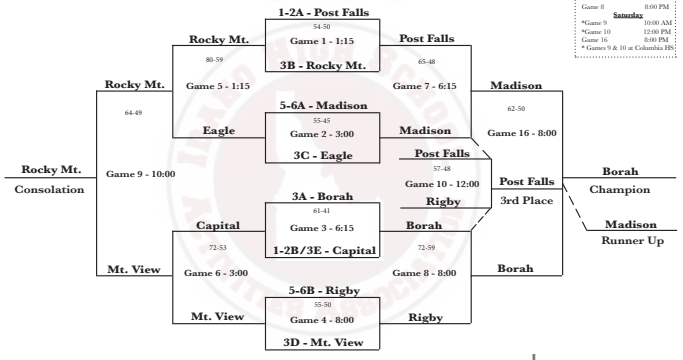 Game 8 8:00 PM
Saturday
*Game 9 10:00 AM
*Game 10 12:00 PM
Game 16 8:00 PM
* Games 9 & 10 at Columbia HS
1-2A - Post Falls
54-50
Game 1 - 1:15
3B - Rocky Mt.
Rocky Mt.
80-59
Game 5 - 1:15
Eagle
Post Falls
65-48
Game 7 - 6:15
Madison
Rocky Mt.
64-49
Game 9 - 10:00
Mt. View
5-6A - Madison
55-45
Game 2 - 3:00
3C - Eagle
Madison
62-50
Game 16 - 8:00
Borah
Post Falls
57-48
Game 10 - 12:00
Rigby
Post Falls
3rd Place
Rocky Mt.
Consolation
Borah
Champion
Madison
Runner Up
3A - Borah
61-41
Game 3 - 6:15
1-2B/3E - Capital
Capital
72-53
Game 6 - 3:00
Mt. View
Borah
72-59
Game 8 - 8:00
Rigby
5-6B - Rigby
55-50
Game 4 - 8:00
3D - Mt. View
IDAHO HIGH SCHOOL
ACTIVITIES ASSOCIATION